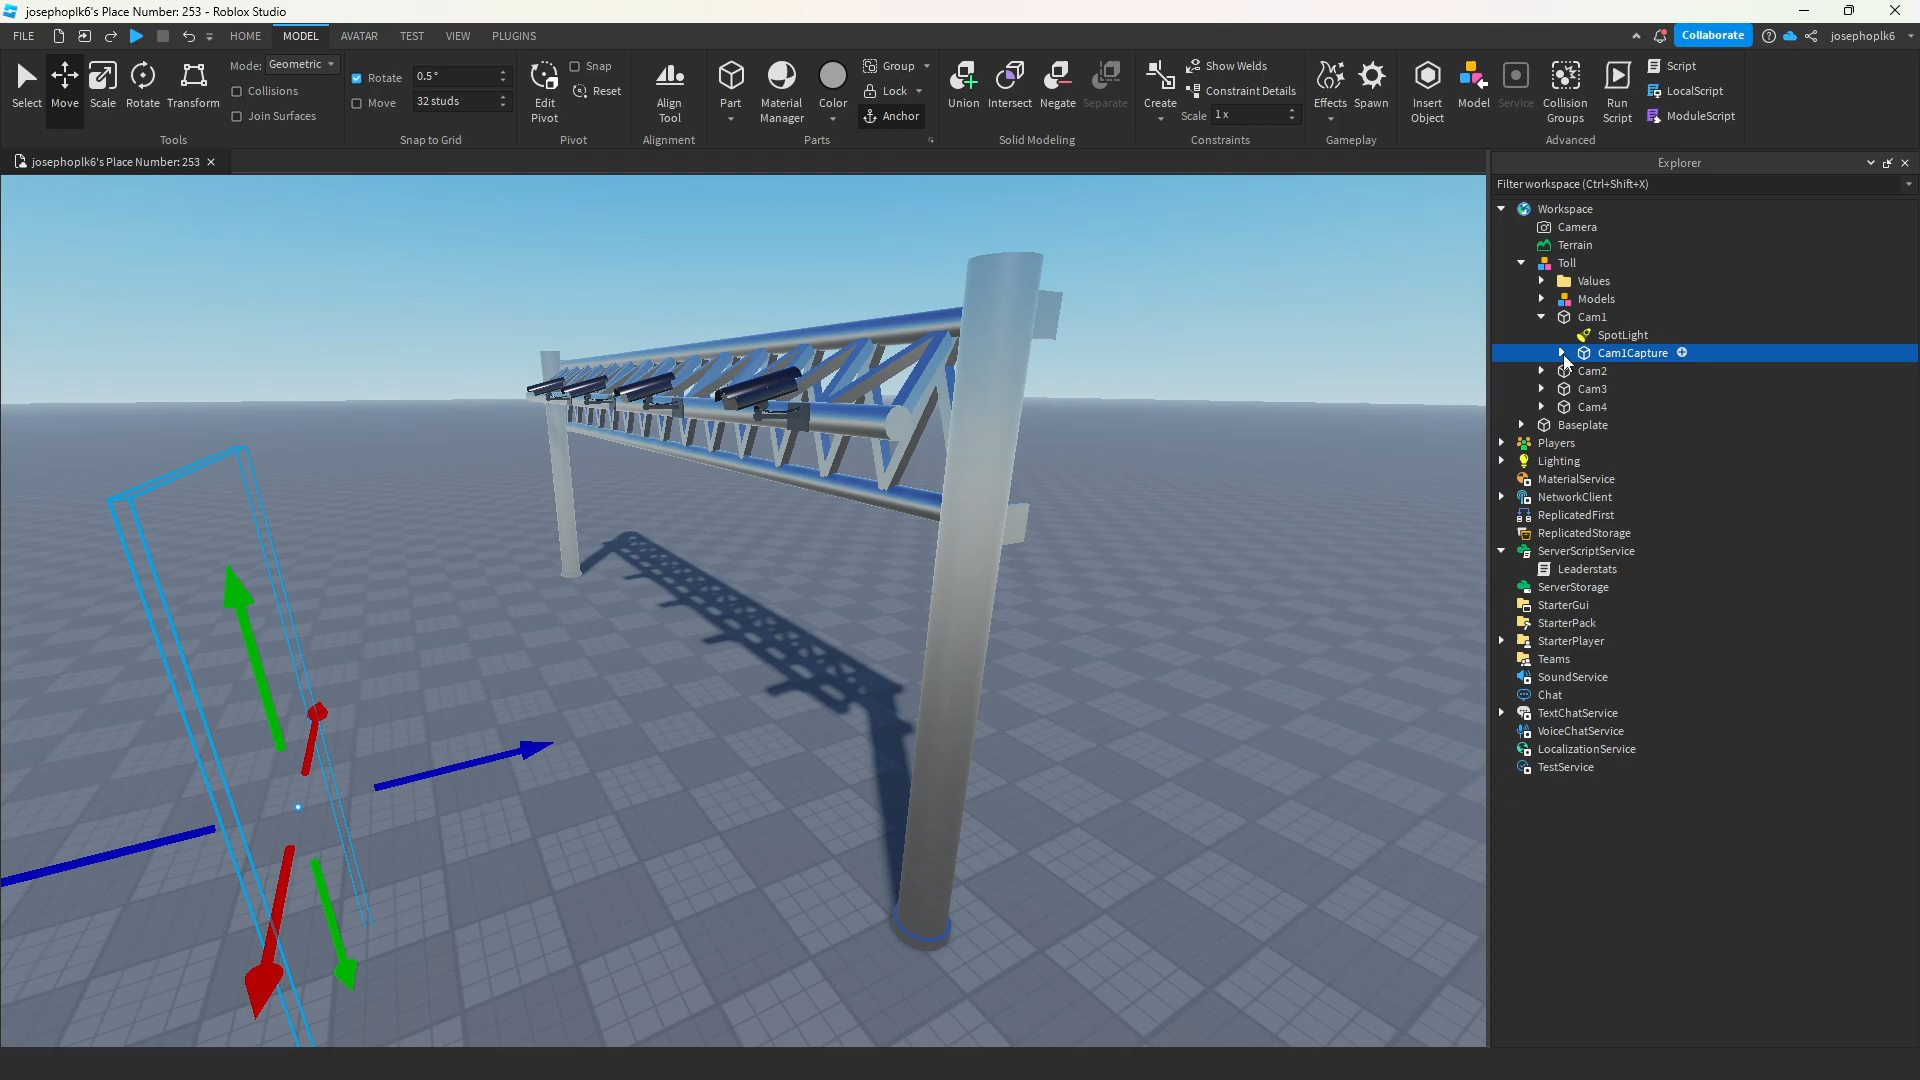 josephoplk6's Place Number: 253 - Roblox Studio
FILE HOME MODEL AVATAR TEST VIEW PLUGINS Collaborate josephoplk6
Select Move Scale Rotate Transform
Mode: Geometric
Collisions
Join Surfaces
Tools
Rotate 0.5°
Move 32 studs
Snap to Grid
Edit
Pivot
Snap
Reset
Pivot
Align
Tool
Alignment
Part
Material
Manager
Color
Group
Lock
Anchor
Parts
Union Intersect Negate Separate
Solid Modeling
Create
Show Welds
Constraint Details
Scale 1 x
Constraints
Effects Spawn
Gameplay
Insert
Object
Model
Service
Collision
Groups
Run
Script
Script
LocalScript
ModuleScript
Advanced
josephoplk6's Place Number: 253
Explorer
Filter workspace (Ctrl+Shift+X)
Workspace
Camera
Terrain
Toll
Values
Models
Cam1
SpotLight
Cam1Capture
Cam2
Cam3
Cam4
Baseplate
Players
Lighting
MaterialService
NetworkClient
ReplicatedFirst
ReplicatedStorage
ServerScriptService
Leaderstats
ServerStorage
StarterGui
StarterPack
StarterPlayer
Teams
SoundService
Chat
TextChatService
VoiceChatService
LocalizationService
TestService